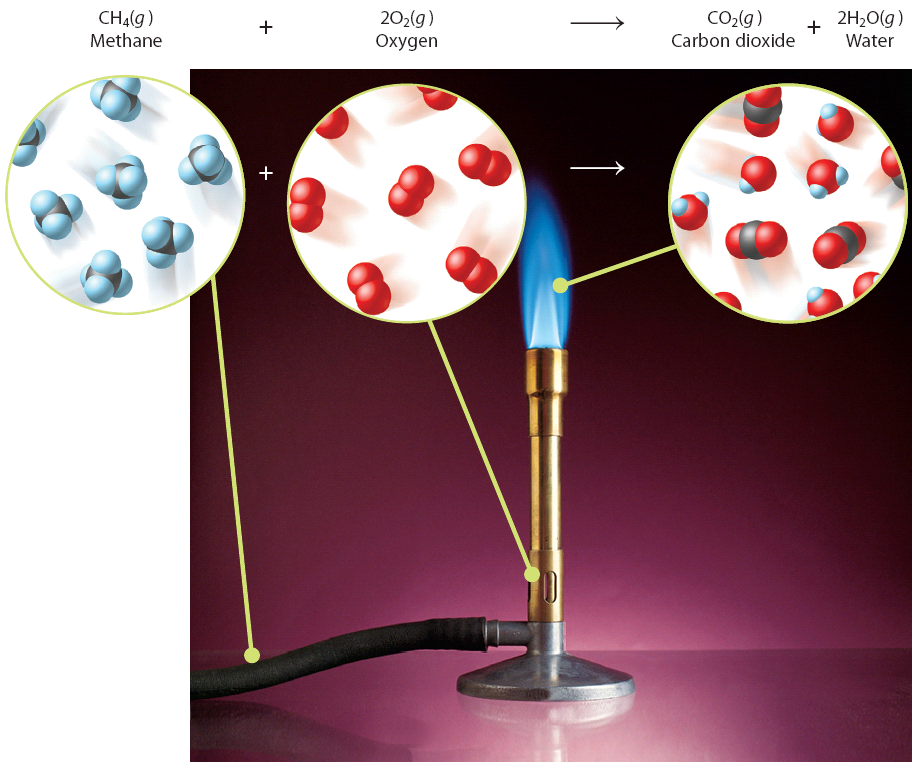 CH₄(g) + 2O₂(g) ⟶ CO₂(g) + 2H₂O(g)
Methane Oxygen Carbon dioxide Water
+ ⟶